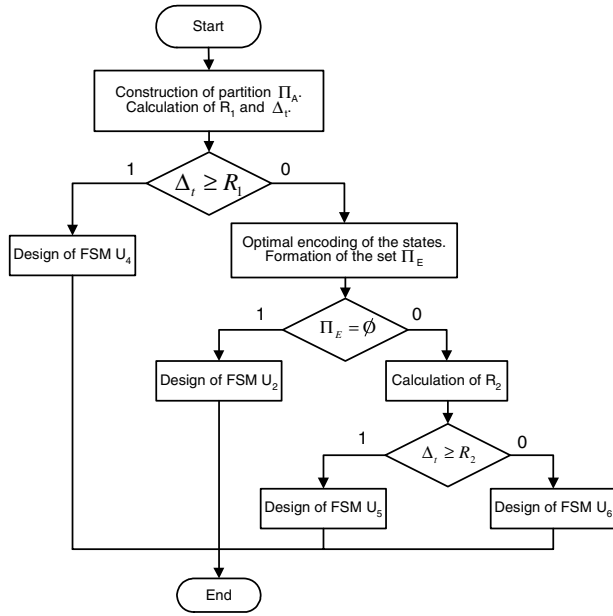 Start
Construction of partition Π_A.
Calculation of R_1 and Δ_t.
1
0
Δ_t ≥ R_1
Design of FSM U_4
Optimal encoding of the states.
Formation of the set Π_E
1
0
Π_E = ∅
Design of FSM U_2
Calculation of R_2
1
0
Δ_t ≥ R_2
Design of FSM U_5
Design of FSM U_6
End